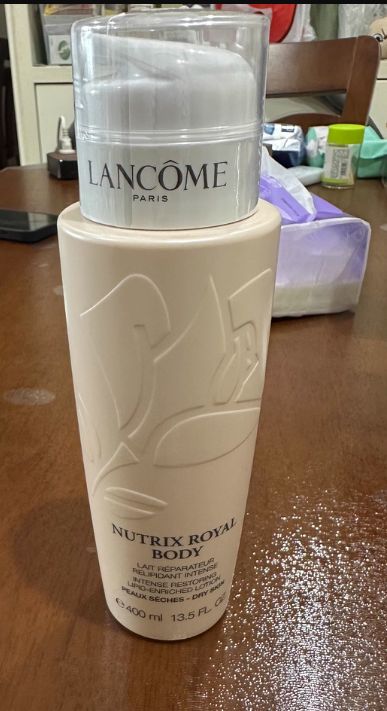 LANCÔME
PARIS
NUTRIX ROYAL
BODY
LAIT RÉPARATEUR
RELIPIDANT INTENSE
INTENSE RESTORING
LIPID-ENRICHED LOTION
PEAUX SÈCHES - DRY SKIN
℮ 400 ml 13.5 FL. OZ